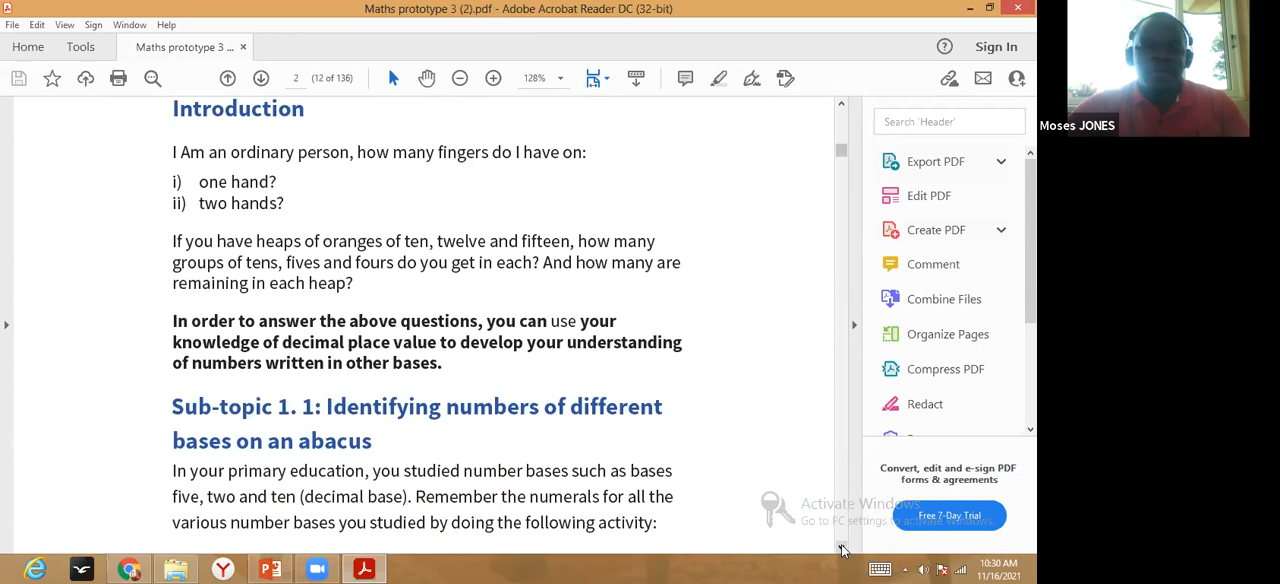 Maths prototype 3 (2).pdf - Adobe Acrobat Reader DC (32-bit)
File Edit View Sign Window Help
Home Tools Maths prototype 3 ... × Sign In
2 (12 of 136) 128%
Introduction
I Am an ordinary person, how many fingers do I have on:
i) one hand?
ii) two hands?
If you have heaps of oranges of ten, twelve and fifteen, how many
groups of tens, fives and fours do you get in each? And how many are
remaining in each heap?
In order to answer the above questions, you can use your
knowledge of decimal place value to develop your understanding
of numbers written in other bases.
Sub-topic 1. 1: Identifying numbers of different
bases on an abacus
In your primary education, you studied number bases such as bases
five, two and ten (decimal base). Remember the numerals for all the
various number bases you studied by doing the following activity:
Search 'Header'
Export PDF
Edit PDF
Create PDF
Comment
Combine Files
Organize Pages
Compress PDF
Redact
Convert, edit and e-sign PDF
forms & agreements
Free 7-Day Trial
Activate Windows
Go to PC settings to activate Windows.
Moses JONES
10:30 AM
11/16/2021